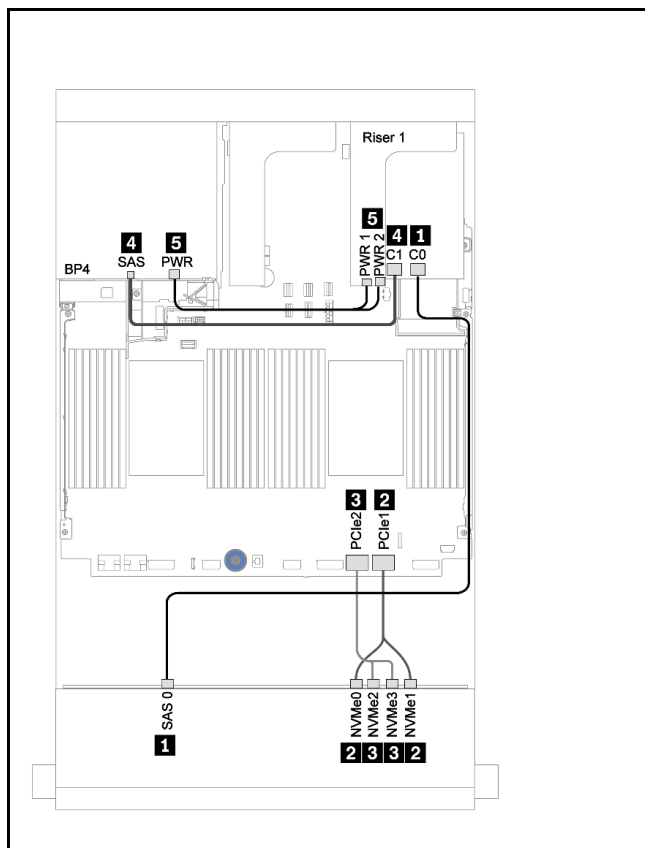 Riser 1
5
4 1
PWR 1
PWR 2
C1 C0
4 5
SAS PWR
BP4
3 2
PCIe2
PCIe1
SAS 0
1
NVMe0
NVMe2
NVMe3
NVMe1
2 3 3 2